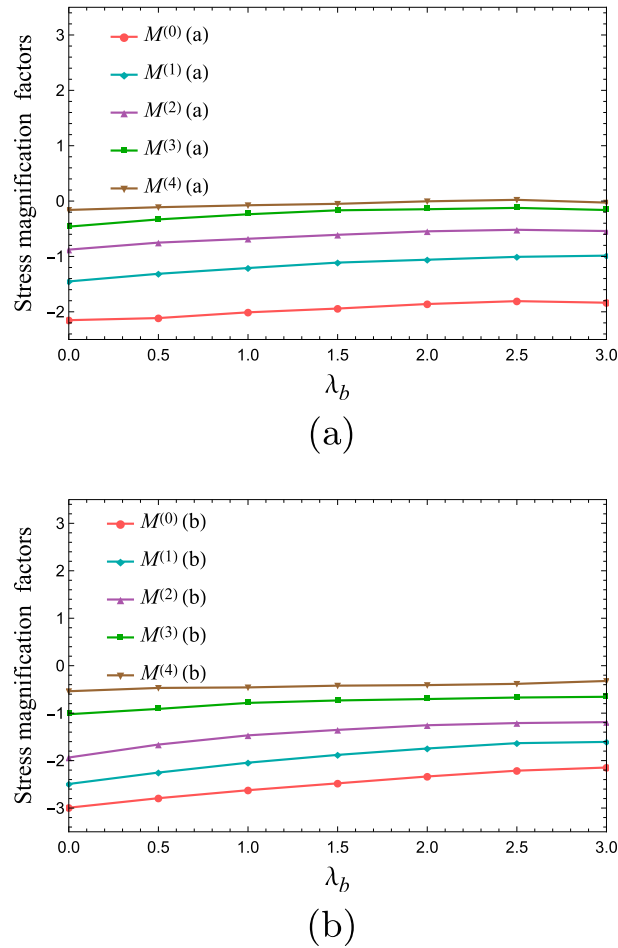 3
M⁽⁰⁾ (a)
M⁽¹⁾ (a)
2
M⁽²⁾ (a)
1
M⁽³⁾ (a)
0
M⁽⁴⁾ (a)
−1
−2
Stress magnification factors
0.0 0.5 1.0 1.5 2.0 2.5 3.0
λ_b
(a)
3
M⁽⁰⁾ (b)
M⁽¹⁾ (b)
2
M⁽²⁾ (b)
1
M⁽³⁾ (b)
0
M⁽⁴⁾ (b)
−1
−2
−3
Stress magnification factors
0.0 0.5 1.0 1.5 2.0 2.5 3.0
λ_b
(b)